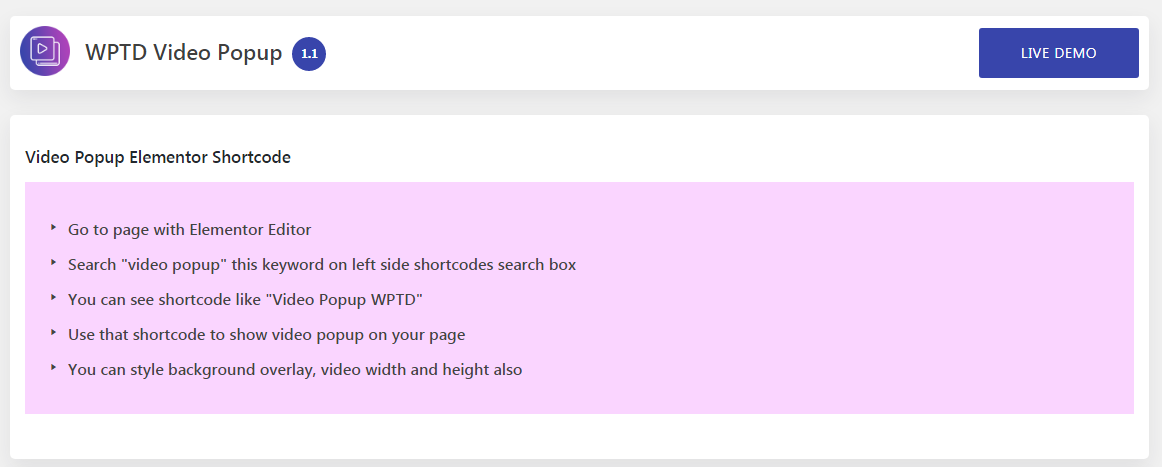 WPTD Video Popup 1.1
LIVE DEMO
Video Popup Elementor Shortcode
Go to page with Elementor Editor
Search "video popup" this keyword on left side shortcodes search box
You can see shortcode like "Video Popup WPTD"
Use that shortcode to show video popup on your page
You can style background overlay, video width and height also